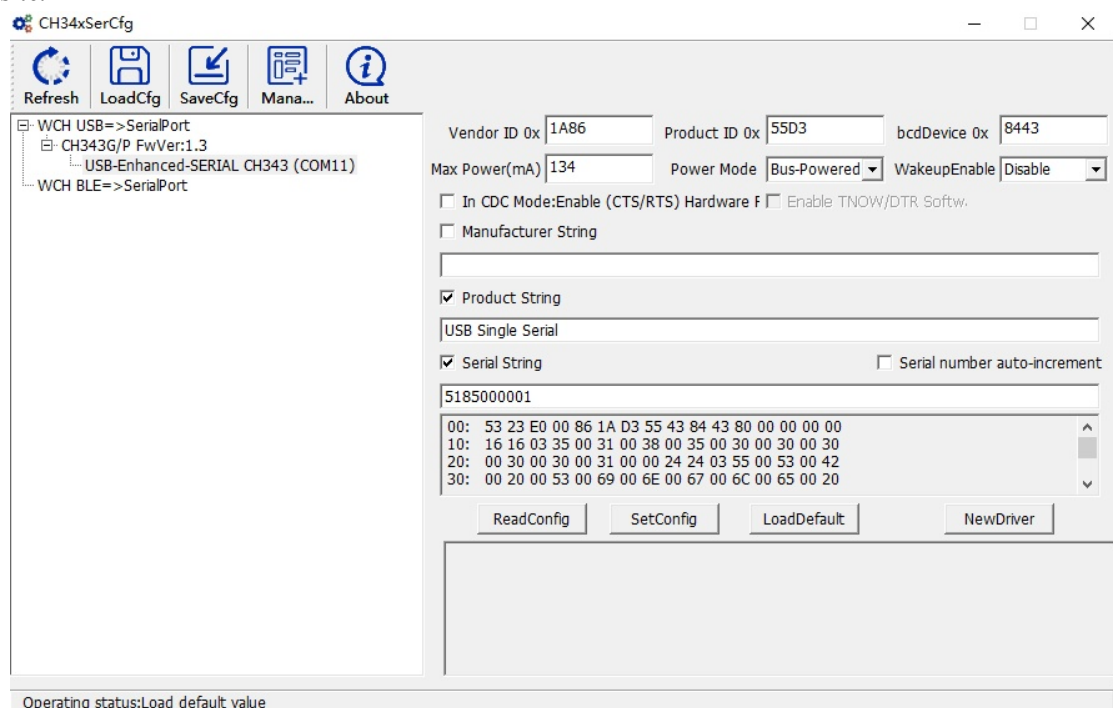 CH34xSerCfg
Refresh LoadCfg SaveCfg Mana... About
WCH USB=>SerialPort
CH343G/P FwVer:1.3
USB-Enhanced-SERIAL CH343 (COM11)
WCH BLE=>SerialPort
Vendor ID 0x 1A86 Product ID 0x 55D3 bcdDevice 0x 8443
Max Power(mA) 134 Power Mode Bus-Powered WakeupEnable Disable
In CDC Mode:Enable (CTS/RTS) Hardware F Enable TNOW/DTR Softw.
Manufacturer String
Product String
USB Single Serial
Serial String Serial number auto-increment
5185000001
00: 53 23 E0 00 86 1A D3 55 43 84 43 80 00 00 00 00
10: 16 16 03 35 00 31 00 38 00 35 00 30 00 30 00 30
20: 00 30 00 30 00 31 00 00 24 24 03 55 00 53 00 42
30: 00 20 00 53 00 69 00 6E 00 67 00 6C 00 65 00 20
ReadConfig SetConfig LoadDefault NewDriver
Operating status:Load default value